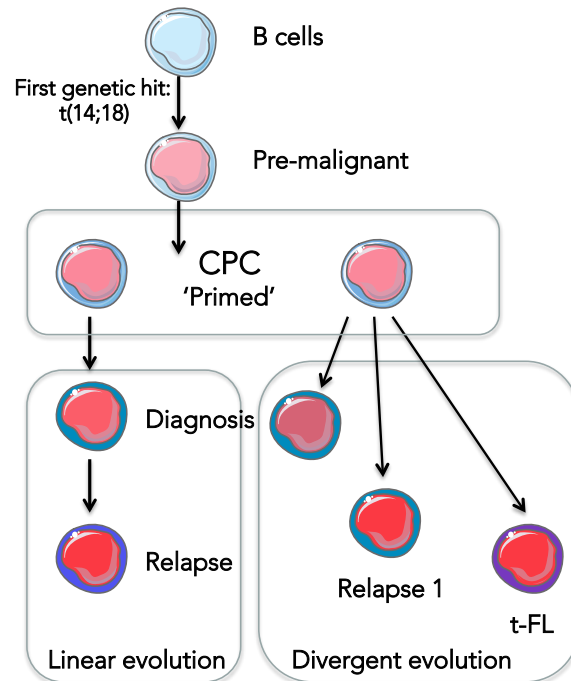 B cells
First genetic hit:
t(14;18)
Pre-malignant
CPC
‘Primed’
Diagnosis
Relapse
Relapse 1
t-FL
Linear evolution
Divergent evolution